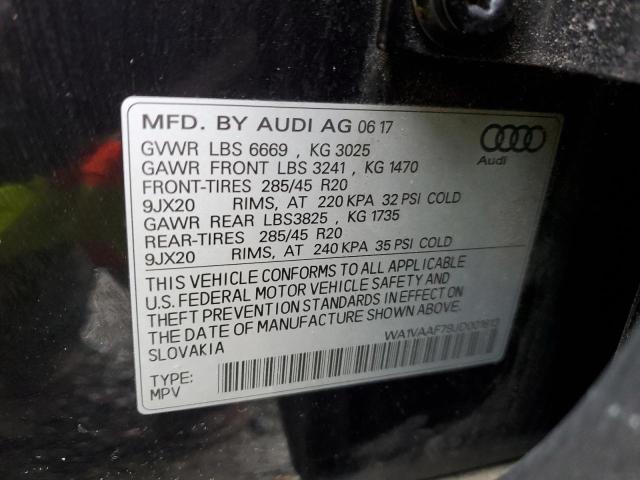 MFD. BY AUDI AG 06 17
Audi
GVWR LBS 6669 , KG 3025
GAWR FRONT LBS 3241 , KG 1470
FRONT-TIRES 285/45 R20
9JX20 RIMS, AT 220 KPA 32 PSI COLD
GAWR REAR LBS3825 , KG 1735
REAR-TIRES 285/45 R20
9JX20 RIMS, AT 240 KPA 35 PSI COLD
THIS VEHICLE CONFORMS TO ALL APPLICABLE
U.S. FEDERAL MOTOR VEHICLE SAFETY AND
THEFT PREVENTION STANDARDS IN EFFECT ON
THE DATE OF MANUFACTURE SHOWN ABOVE.
SLOVAKIA
TYPE:
MPV